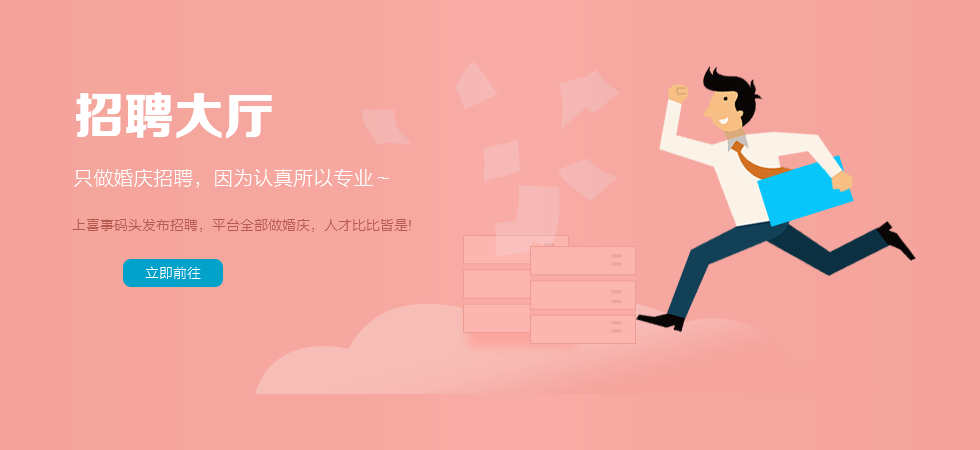 招聘大厅
只做婚庆招聘，因为认真所以专业~
上喜事码头发布招聘，平台全部做婚庆，人才比比皆是!
立即前往